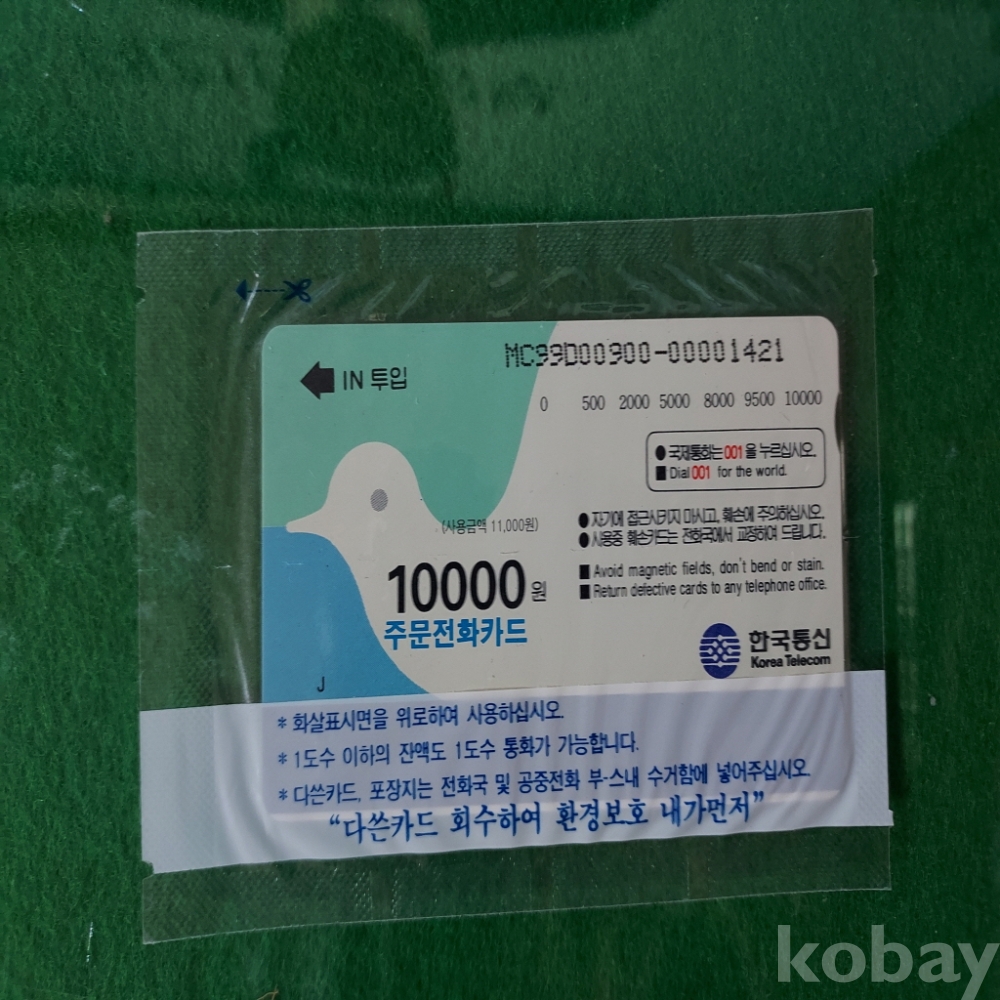 MC99D00900-00001421
IN 투입
0 500 2000 5000 8000 9500 10000
●국제통화는001을 누르십시오.
■ Dial 001 for the world.
(사용금액 11,000원)
● 자기에 접근시키지 마시고, 훼손에 주의하십시오.
● 사용중 훼손카드는 전화국에서 교정하여 드립니다.
■ Avoid magnetic fields, don't bend or stain.
■ Return defective cards to any telephone office.
10000원
주문전화카드
한국통신
Korea Telecom
J
* 화살표시면을 위로하여 사용하십시오.
* 1도수 이하의 잔액도 1도수 통화가 가능합니다.
* 다쓴카드, 포장지는 전화국 및 공중전화 부-스내 수거함에 넣어주십시오.
“다쓴카드 회수하여 환경보호 내가먼저”
kobay